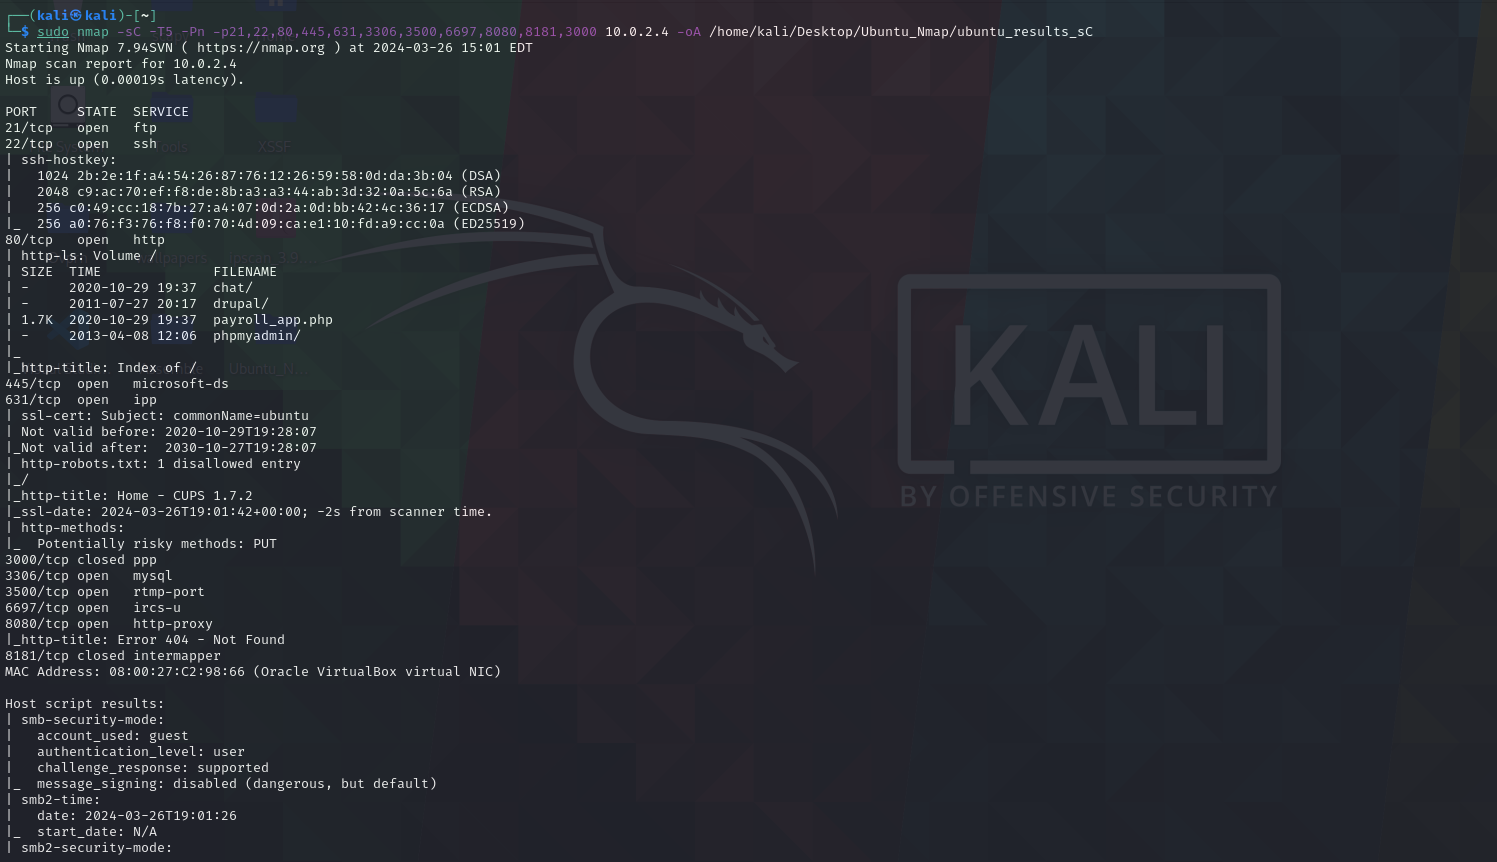 ┌──(kali㉿kali)-[~]
└─$ sudo nmap -sC -T5 -Pn -p21,22,80,445,631,3306,3500,6697,8080,8181,3000 10.0.2.4 -oA /home/kali/Desktop/Ubuntu_Nmap/ubuntu_results_sC
Starting Nmap 7.94SVN ( https://nmap.org ) at 2024-03-26 15:01 EDT
Nmap scan report for 10.0.2.4
Host is up (0.00019s latency).
PORT     STATE  SERVICE
21/tcp   open   ftp
22/tcp   open   ssh
| ssh-hostkey:
|   1024 2b:2e:1f:a4:54:26:87:76:12:26:59:58:0d:da:3b:04 (DSA)
|   2048 c9:ac:70:ef:f8:de:8b:a3:a3:44:ab:3d:32:0a:5c:6a (RSA)
|   256 c0:49:cc:18:7b:27:a4:07:0d:2a:0d:bb:42:4c:36:17 (ECDSA)
|_  256 a0:76:f3:76:f8:f0:70:4d:09:ca:e1:10:fd:a9:cc:0a (ED25519)
80/tcp   open   http
| http-ls: Volume /
| SIZE  TIME              FILENAME
| -     2020-10-29 19:37  chat/
| -     2011-07-27 20:17  drupal/
| 1.7K  2020-10-29 19:37  payroll_app.php
| -     2013-04-08 12:06  phpmyadmin/
|_
|_http-title: Index of /
445/tcp  open   microsoft-ds
631/tcp  open   ipp
| ssl-cert: Subject: commonName=ubuntu
| Not valid before: 2020-10-29T19:28:07
|_Not valid after:  2030-10-27T19:28:07
| http-robots.txt: 1 disallowed entry
|_/
|_http-title: Home - CUPS 1.7.2
|_ssl-date: 2024-03-26T19:01:42+00:00; -2s from scanner time.
| http-methods:
|_  Potentially risky methods: PUT
3000/tcp closed ppp
3306/tcp open   mysql
3500/tcp open   rtmp-port
6697/tcp open   ircs-u
8080/tcp open   http-proxy
|_http-title: Error 404 - Not Found
8181/tcp closed intermapper
MAC Address: 08:00:27:C2:98:66 (Oracle VirtualBox virtual NIC)
Host script results:
| smb-security-mode:
|   account_used: guest
|   authentication_level: user
|   challenge_response: supported
|_  message_signing: disabled (dangerous, but default)
| smb2-time:
|   date: 2024-03-26T19:01:26
|_  start_date: N/A
| smb2-security-mode:
KALI
BY OFFENSIVE SECURITY
XSSF
Ubuntu_N...